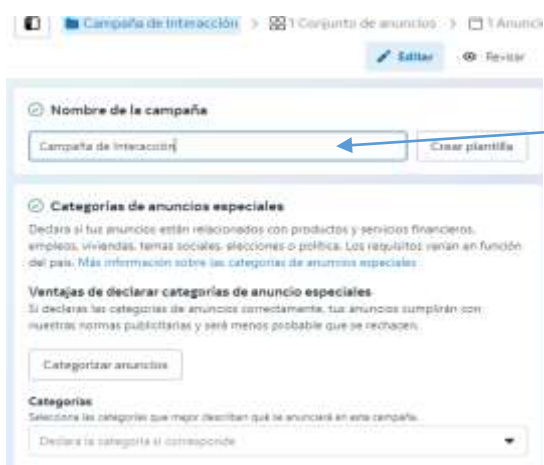 Campaña de Interacción > 1 Conjunto de anuncios > 1 Anuncio
Editar Revisar
Nombre de la campaña
Campaña de Interacción Crear plantilla
Categorías de anuncios especiales
Declara si tus anuncios están relacionados con productos y servicios financieros,
empleos, viviendas, temas sociales, elecciones o política. Los requisitos varían en función
del país. Más información sobre las categorías de anuncios especiales
Ventajas de declarar categorías de anuncio especiales
Si declaras las categorías de anuncios correctamente, tus anuncios cumplirán con
nuestras normas publicitarias y será menos probable que se rechacen.
Categorizar anuncios
Categorías
Selecciona las categorías que mejor describan qué se anunciará en esta campaña.
Declara la categoría si corresponde